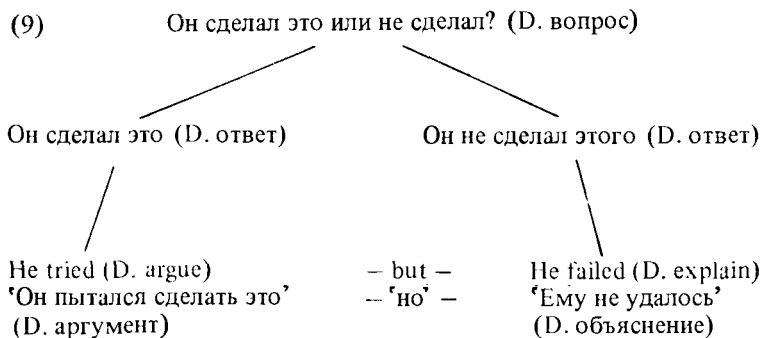 (9) Он сделал это или не сделал? (D. вопрос)
Он сделал это (D. ответ) Он не сделал этого (D. ответ)
He tried (D. argue) – but – He failed (D. explain)
‘Он пытался сделать это’ – ‘но’ – ‘Ему не удалось’
(D. аргумент) (D. объяснение)